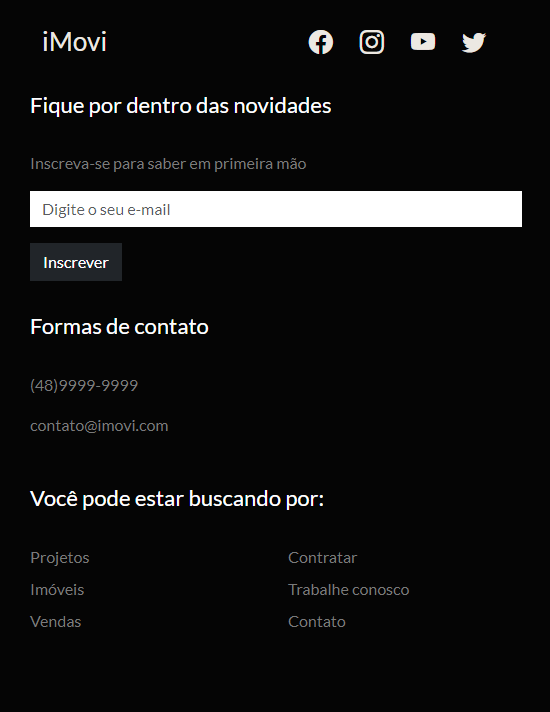 iMovi
Fique por dentro das novidades
Inscreva-se para saber em primeira mão
Digite o seu e-mail
Inscrever
Formas de contato
(48)9999-9999
contato@imovi.com
Você pode estar buscando por:
Projetos Contratar
Imóveis Trabalhe conosco
Vendas Contato